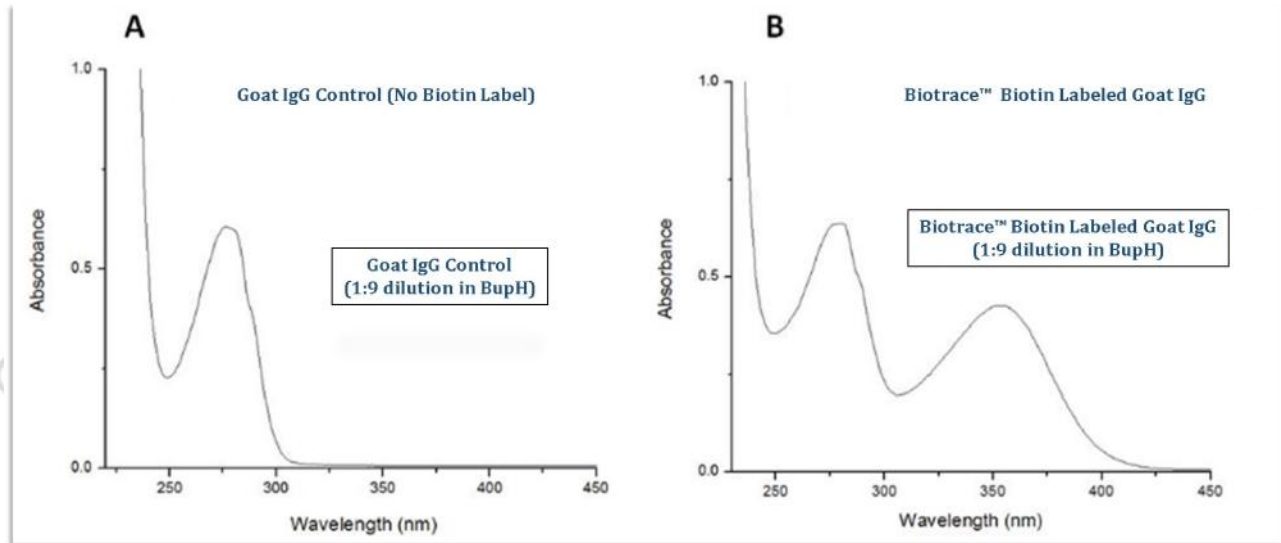 A
1.0
Goat IgG Control (No Biotin Label)
Absorbance
0.5
Goat IgG Control
(1:9 dilution in BupH)
0.0
250
300
350
400
450
Wavelength (nm)
B
1.0
Biotrace™ Biotin Labeled Goat IgG
Absorbance
0.5
Biotrace™ Biotin Labeled Goat IgG
(1:9 dilution in BupH)
0.0
250
300
350
400
450
Wavelength (nm)